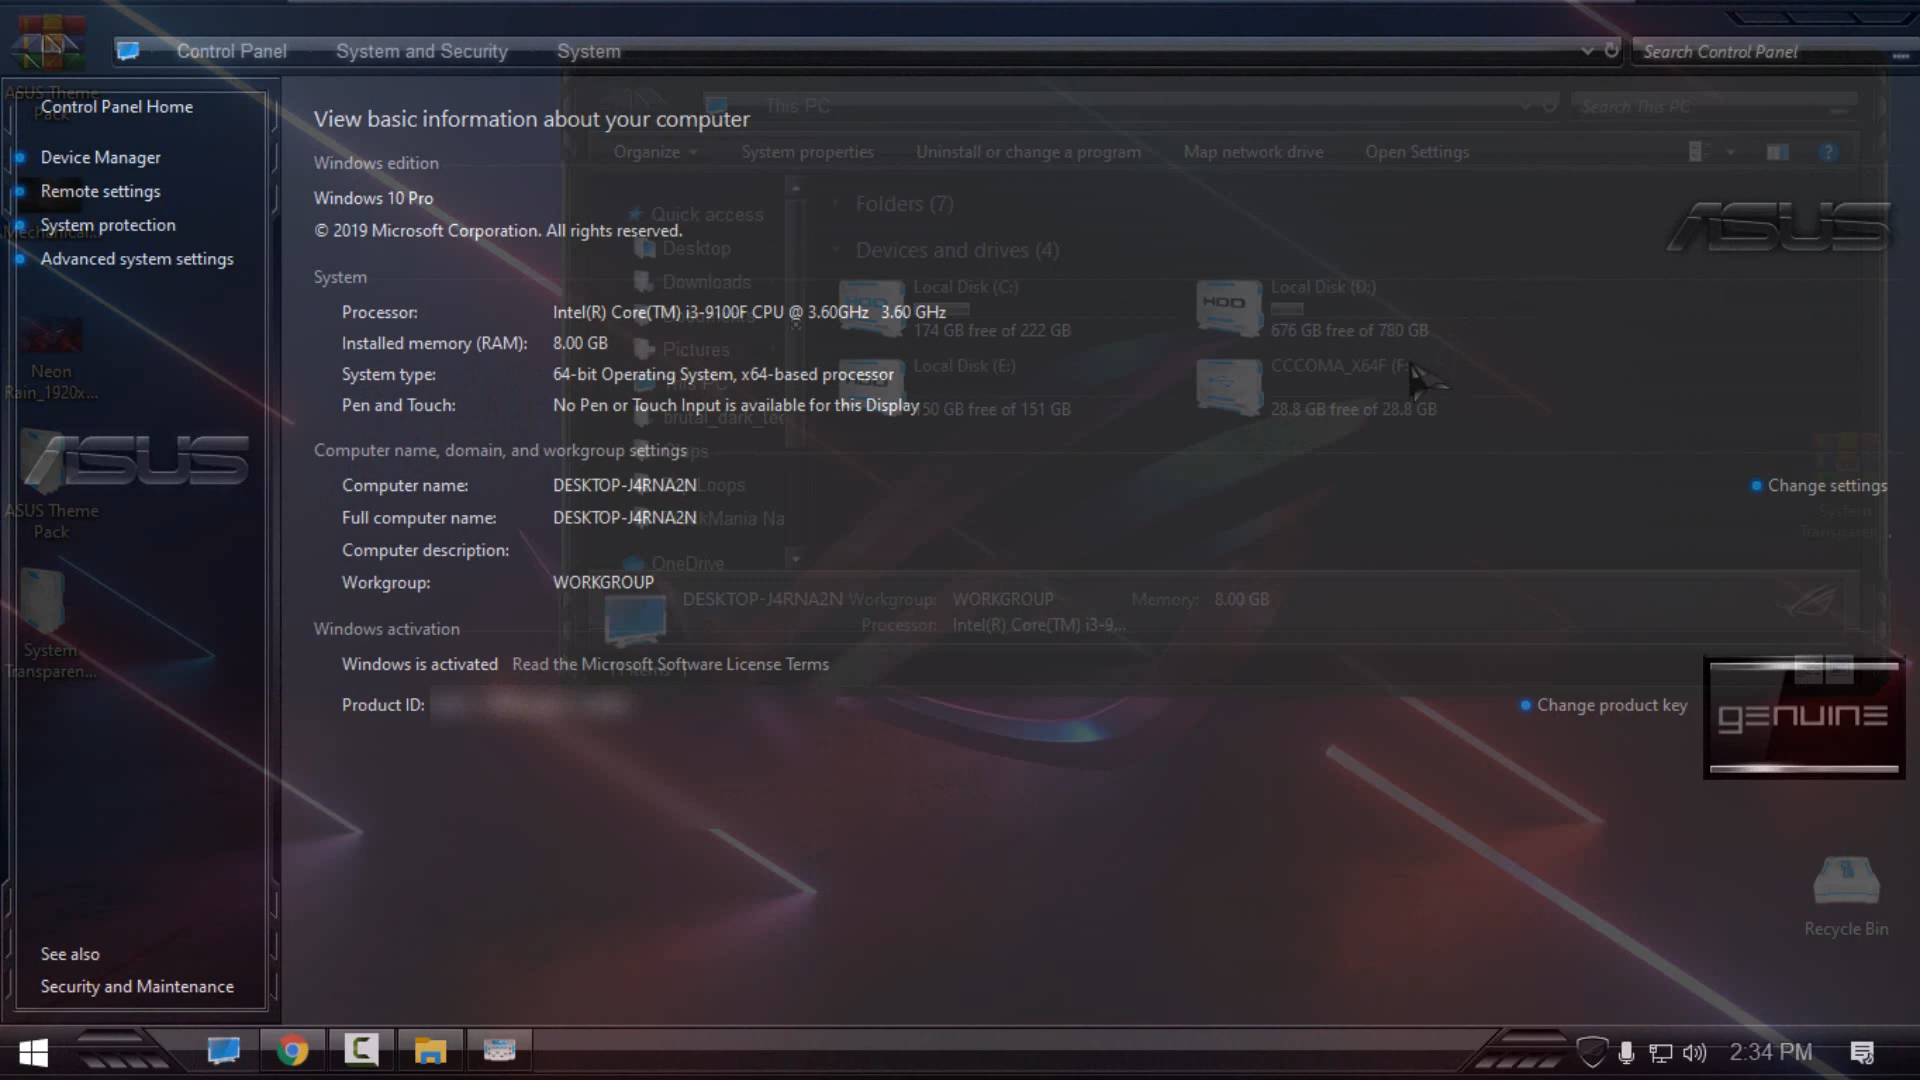 Control Panel
System and Security
System
Search Control Panel
ASUS Theme
Pack
Control Panel Home
Device Manager
Remote settings
System protection
Advanced system settings
Neon
Rain_1920x...
ASUS
ASUS Theme
Pack
System
Transparen...
See also
Security and Maintenance
View basic information about your computer
Windows edition
Windows 10 Pro
© 2019 Microsoft Corporation. All rights reserved.
System
Processor:
Intel(R) Core(TM) i3-9100F CPU @ 3.60GHz 3.60 GHz
Installed memory (RAM):
8.00 GB
System type:
64-bit Operating System, x64-based processor
Pen and Touch:
No Pen or Touch Input is available for this Display
Computer name, domain, and workgroup settings
Computer name:
DESKTOP-J4RNA2N
Full computer name:
DESKTOP-J4RNA2N
Computer description:
Workgroup:
WORKGROUP
Change settings
Windows activation
Windows is activated
Read the Microsoft Software License Terms
Product ID:
Change product key
genuine
This PC
Search This PC
Organize
System properties
Uninstall or change a program
Map network drive
Open Settings
ASUS
Quick access
Desktop
Downloads
Pictures
This PC
Loops
OneDrive
Folders (7)
Devices and drives (4)
Local Disk (C:)
HDD
174 GB free of 222 GB
Local Disk (D:)
HDD
676 GB free of 780 GB
Local Disk (E:)
150 GB free of 151 GB
CCCOMA_X64F (F:
28.8 GB free of 28.8 GB
DESKTOP-J4RNA2N
Workgroup:
WORKGROUP
Memory:
8.00 GB
Processor:
Intel(R) Core(TM) i3-9...
System
Transparen...
Recycle Bin
2:34 PM